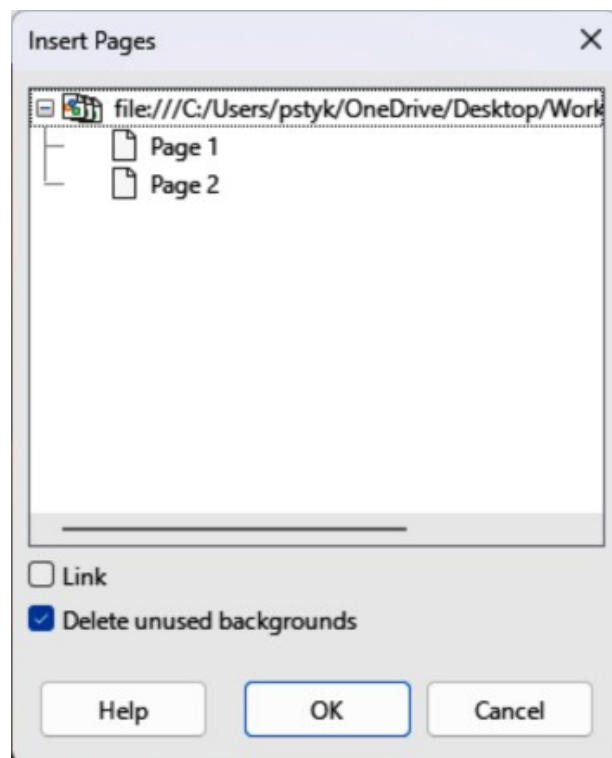 Insert Pages
file:///C:/Users/pstyk/OneDrive/Desktop/Work
Page 1
Page 2
Link
Delete unused backgrounds
Help OK Cancel